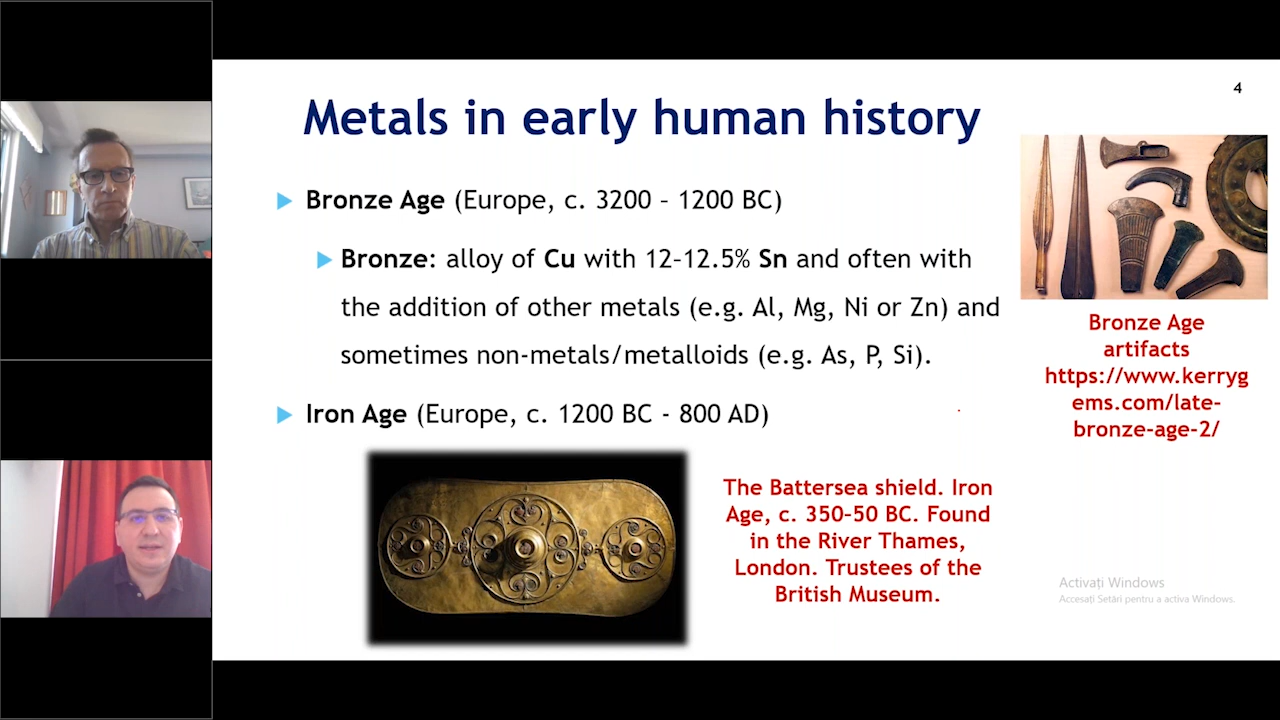 4
Metals in early human history
Bronze Age (Europe, c. 3200 – 1200 BC)
Bronze: alloy of Cu with 12–12.5% Sn and often with
the addition of other metals (e.g. Al, Mg, Ni or Zn) and
sometimes non-metals/metalloids (e.g. As, P, Si).
Iron Age (Europe, c. 1200 BC - 800 AD)
Bronze Age
artifacts
https://www.kerryg
ems.com/late-
bronze-age-2/
The Battersea shield. Iron
Age, c. 350–50 BC. Found
in the River Thames,
London. Trustees of the
British Museum.
Activați Windows
Accesați Setări pentru a activa Windows.